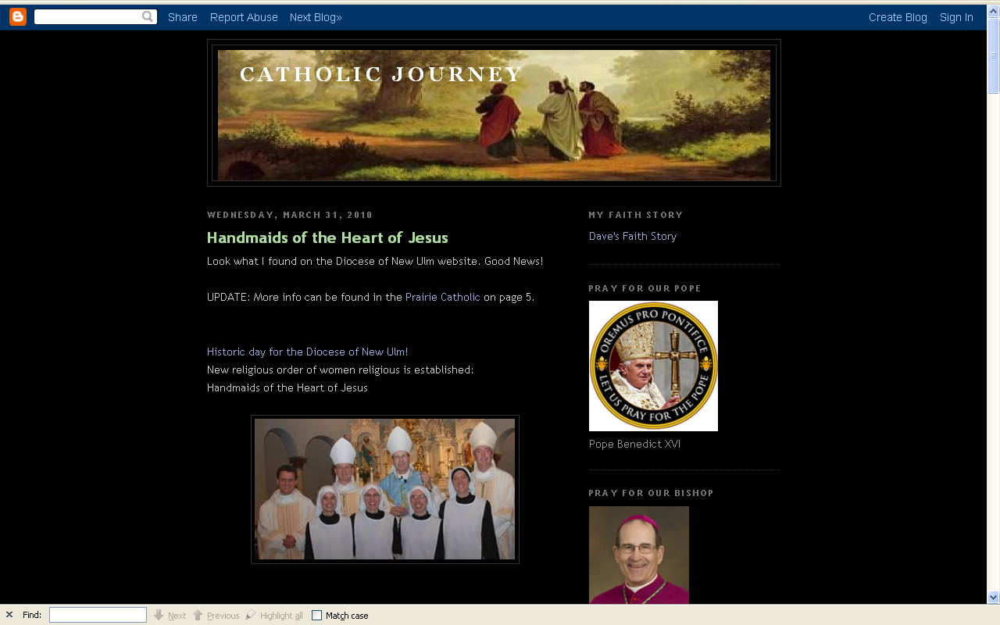 Share Report Abuse Next Blog» Create Blog Sign In
CATHOLIC JOURNEY
WEDNESDAY, MARCH 31, 2010
Handmaids of the Heart of Jesus
Look what I found on the Diocese of New Ulm website. Good News!
UPDATE: More info can be found in the Prairie Catholic on page 5.
Historic day for the Diocese of New Ulm!
New religious order of women religious is established:
Handmaids of the Heart of Jesus
MY FAITH STORY
Dave's Faith Story
PRAY FOR OUR POPE
OREMUS PRO PONTIFICE
LET US PRAY FOR THE POPE
Pope Benedict XVI
PRAY FOR OUR BISHOP
Find: Next Previous Highlight all Match case